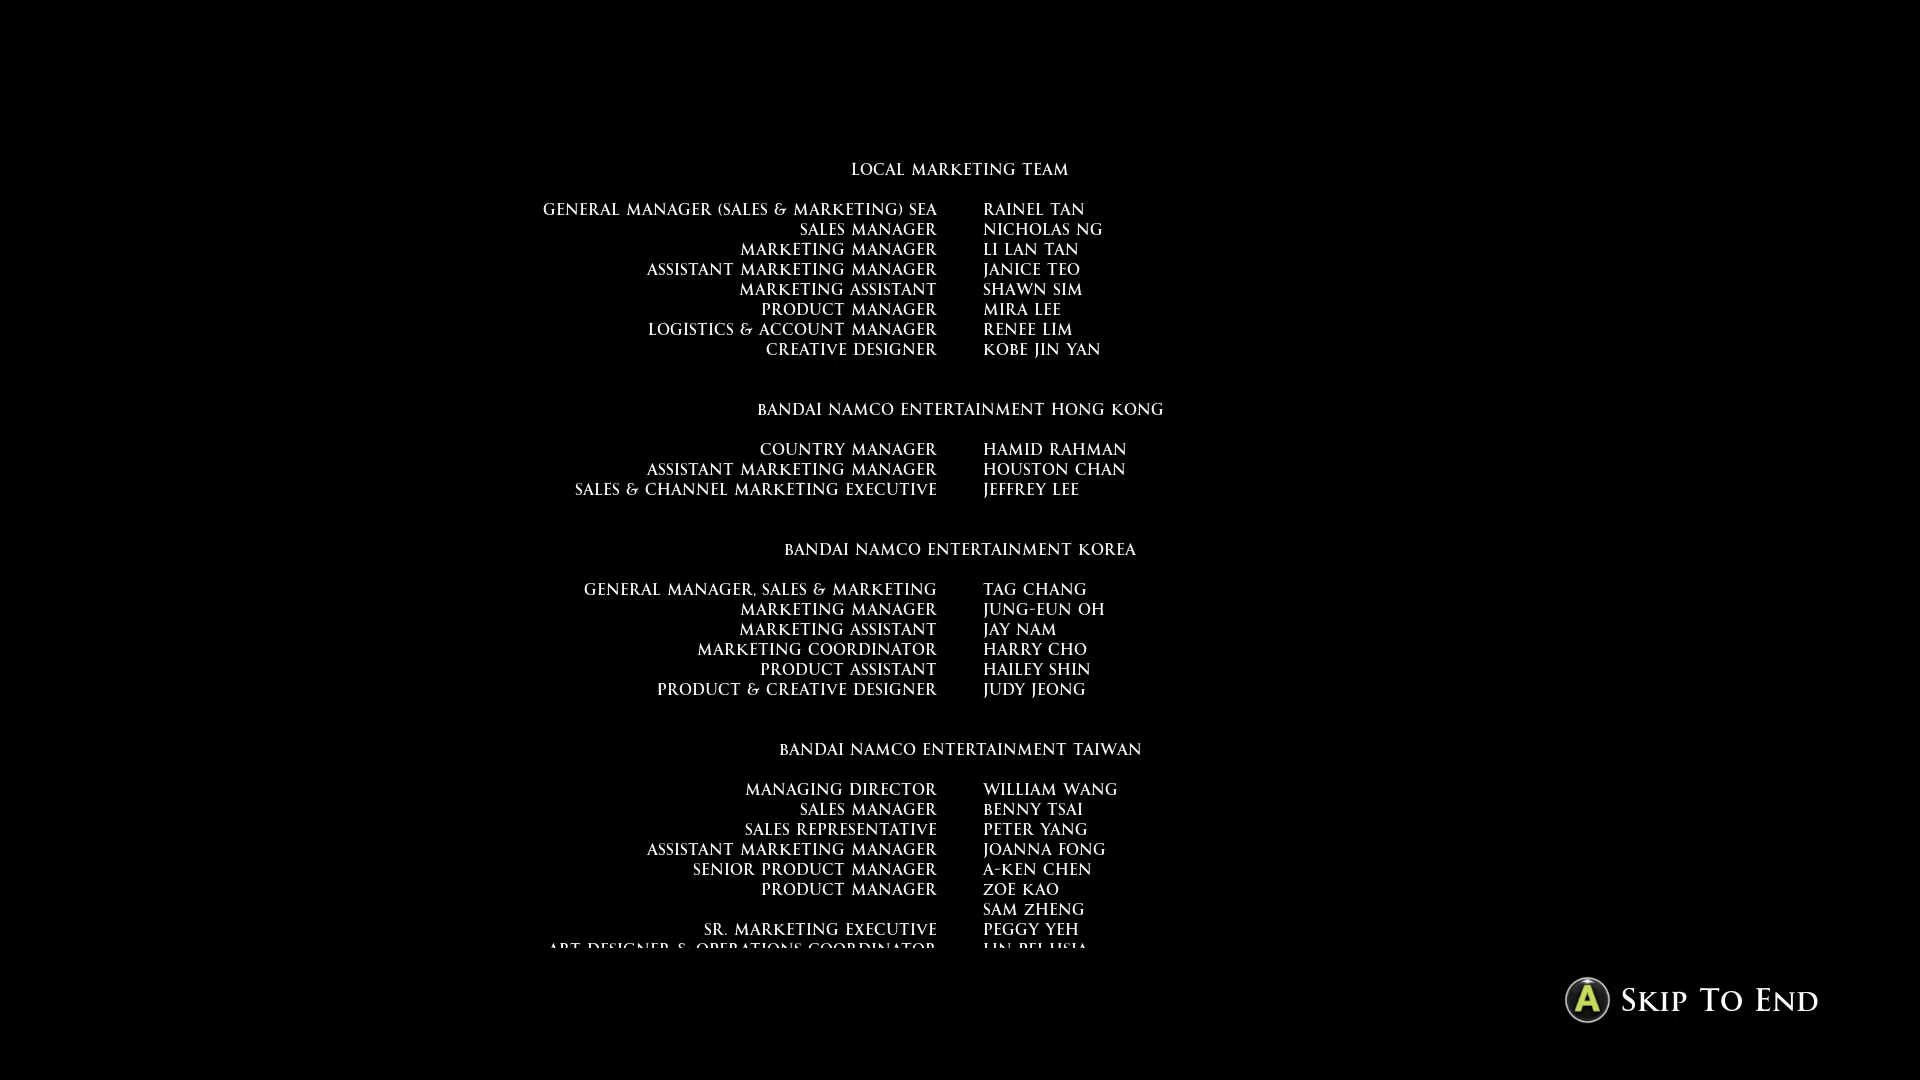 LOCAL MARKETING TEAM
GENERAL MANAGER (SALES & MARKETING) SEA RAINEL TAN
SALES MANAGER NICHOLAS NG
MARKETING MANAGER LI LAN TAN
ASSISTANT MARKETING MANAGER JANICE TEO
MARKETING ASSISTANT SHAWN SIM
PRODUCT MANAGER MIRA LEE
LOGISTICS & ACCOUNT MANAGER RENEE LIM
CREATIVE DESIGNER KOBE JIN YAN
BANDAI NAMCO ENTERTAINMENT HONG KONG
COUNTRY MANAGER HAMID RAHMAN
ASSISTANT MARKETING MANAGER HOUSTON CHAN
SALES & CHANNEL MARKETING EXECUTIVE JEFFREY LEE
BANDAI NAMCO ENTERTAINMENT KOREA
GENERAL MANAGER, SALES & MARKETING TAG CHANG
MARKETING MANAGER JUNG-EUN OH
MARKETING ASSISTANT JAY NAM
MARKETING COORDINATOR HARRY CHO
PRODUCT ASSISTANT HAILEY SHIN
PRODUCT & CREATIVE DESIGNER JUDY JEONG
BANDAI NAMCO ENTERTAINMENT TAIWAN
MANAGING DIRECTOR WILLIAM WANG
SALES MANAGER BENNY TSAI
SALES REPRESENTATIVE PETER YANG
ASSISTANT MARKETING MANAGER JOANNA FONG
SENIOR PRODUCT MANAGER A-KEN CHEN
PRODUCT MANAGER ZOE KAO
SAM ZHENG
SR. MARKETING EXECUTIVE PEGGY YEH
ART DESIGNER & OPERATIONS COORDINATOR
A Skip To End